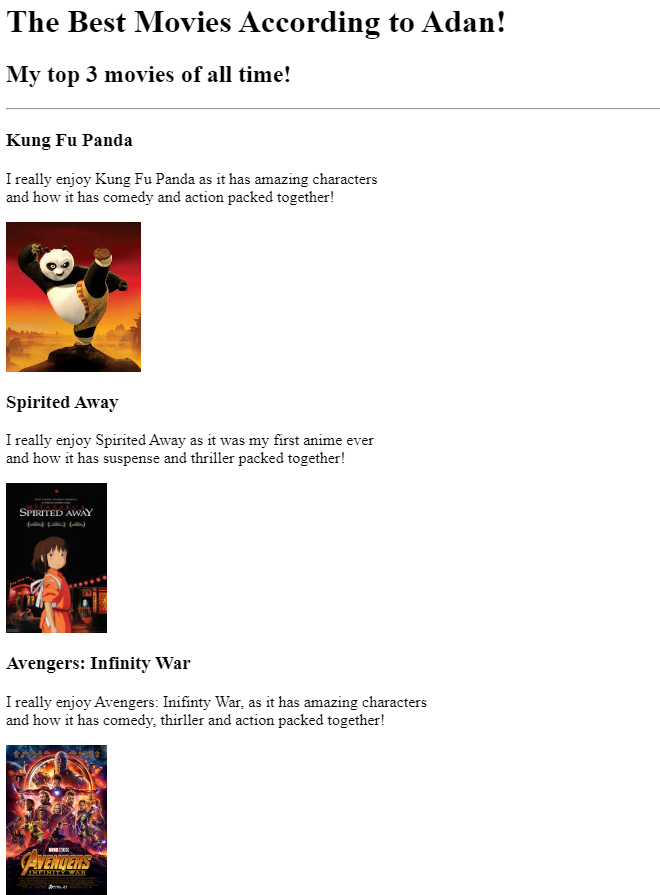 The Best Movies According to Adan!
My top 3 movies of all time!
Kung Fu Panda
I really enjoy Kung Fu Panda as it has amazing characters
and how it has comedy and action packed together!
Spirited Away
I really enjoy Spirited Away as it was my first anime ever
and how it has suspense and thriller packed together!
MIYAZAKI'S
SPIRITED AWAY
Avengers: Infinity War
I really enjoy Avengers: Inifinty War, as it has amazing characters
and how it has comedy, thirller and action packed together!
MARVEL STUDIOS
AVENGERS
INFINITY WAR